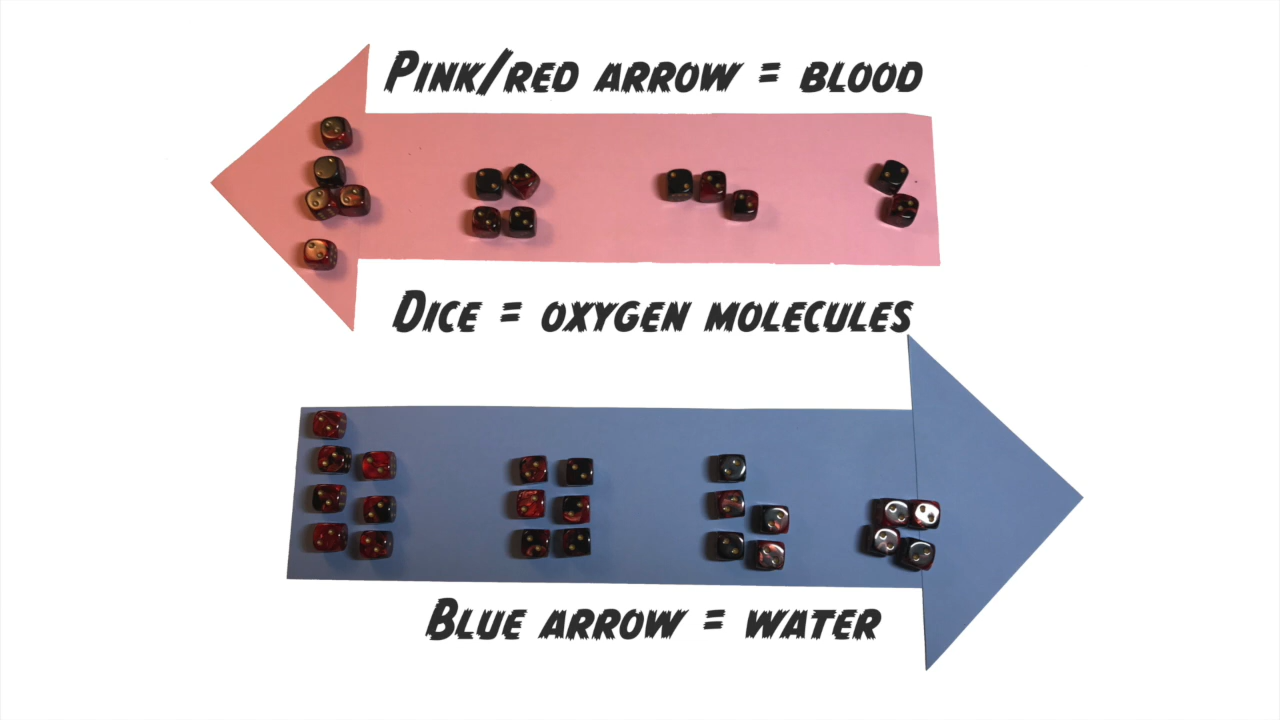 Pink/red arrow = blood
Dice = oxygen molecules
Blue arrow = water